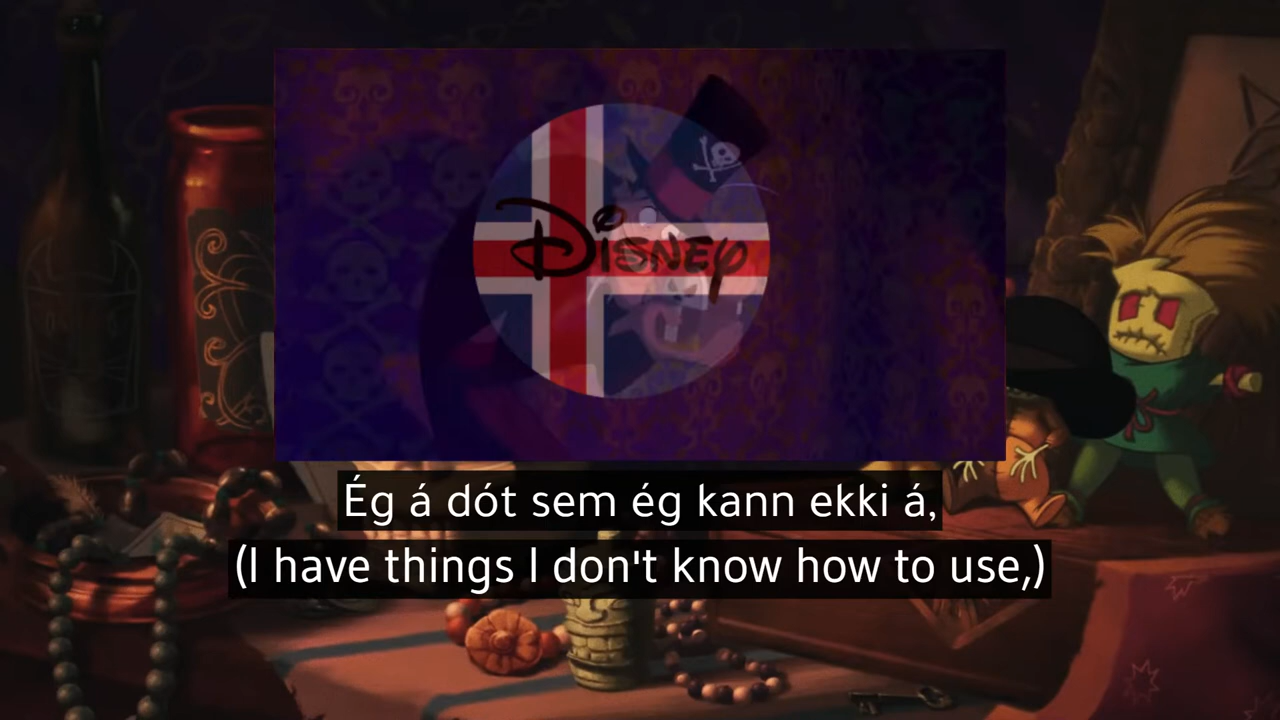 Disney
Ég á dót sem ég kann ekki á,
(I have things I don't know how to use,)